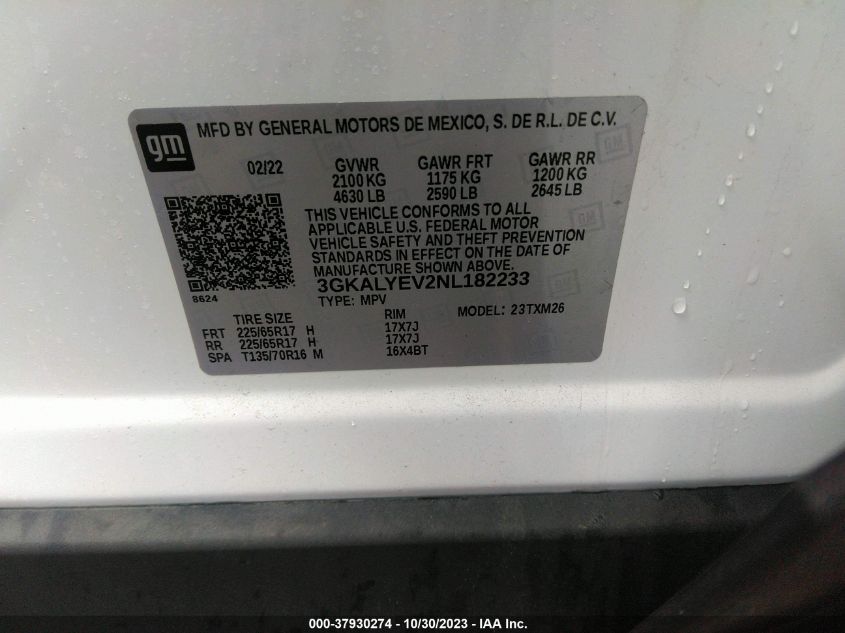 gm
MFD BY GENERAL MOTORS DE MEXICO, S. DE R.L. DE C.V.
02/22 GVWR GAWR FRT GAWR RR
2100 KG 1175 KG 1200 KG
4630 LB 2590 LB 2645 LB
THIS VEHICLE CONFORMS TO ALL
APPLICABLE U.S. FEDERAL MOTOR
VEHICLE SAFETY AND THEFT PREVENTION
STANDARDS IN EFFECT ON THE DATE OF
MANUFACTURE SHOWN ABOVE.
3GKALYEV2NL182233
8624
TYPE: MPV MODEL: 23TXM26
TIRE SIZE RIM
FRT 225/65R17 H 17X7J
RR 225/65R17 H 17X7J
SPA T135/70R16 M 16X4BT
000-37930274 - 10/30/2023 - IAA Inc.